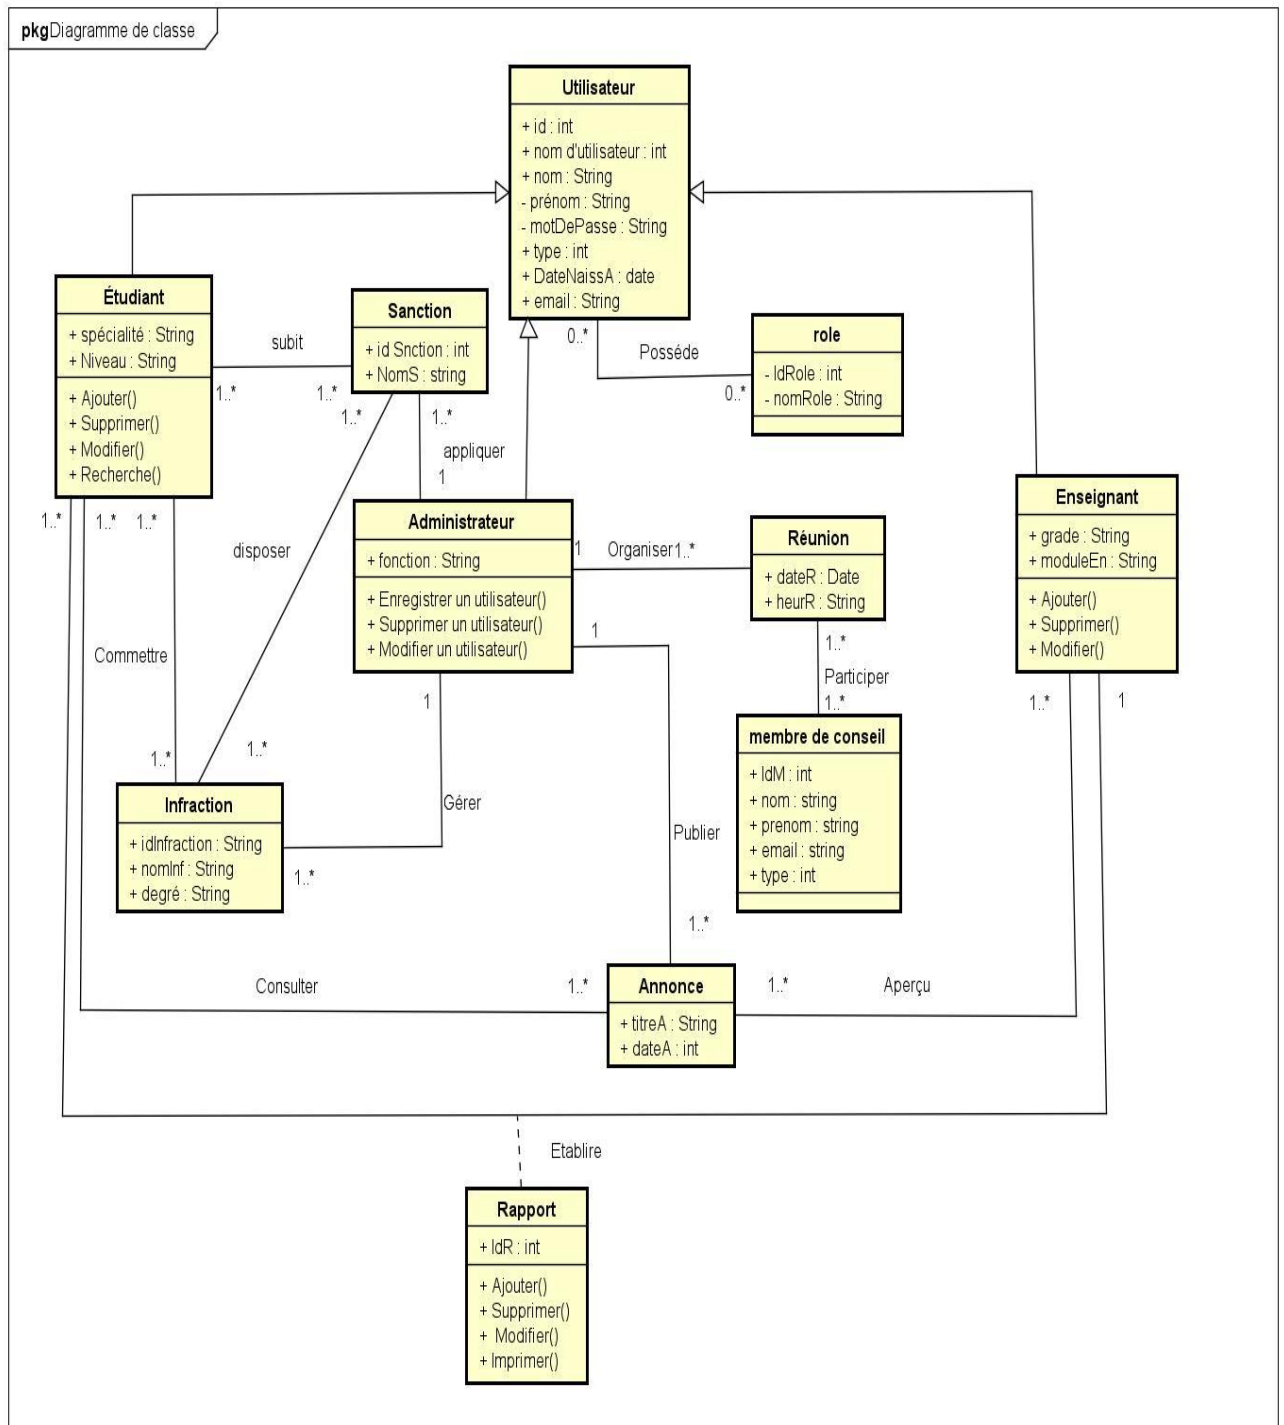 pkgDiagramme de classe
Utilisateur
+ id : int
+ nom d'utilisateur : int
+ nom : String
- prénom : String
- motDePasse : String
+ type : int
+ DateNaissA : date
+ email : String
Étudiant
+ spécialité : String
+ Niveau : String
+ Ajouter()
+ Supprimer()
+ Modifier()
+ Recherche()
subit
1..*
1..*
Sanction
+ id Snction : int
+ NomS : string
1..*
1..*
appliquer
1
0..*
Posséde
0..*
role
- IdRole : int
- nomRole : String
Enseignant
+ grade : String
+ moduleEn : String
+ Ajouter()
+ Supprimer()
+ Modifier()
1..*
1
1..*
1..*
1..*
disposer
Administrateur
+ fonction : String
+ Enregistrer un utilisateur()
+ Supprimer un utilisateur()
+ Modifier un utilisateur()
1
Organiser1..*
Réunion
+ dateR : Date
+ heurR : String
1
1..*
Participer
1..*
membre de conseil
+ IdM : int
+ nom : string
+ prenom : string
+ email : string
+ type : int
Commettre
1..*
1..*
1
Gérer
1..*
Infraction
+ idInfraction : String
+ nomInf : String
+ degré : String
Publier
1..*
Consulter
1..*
Annonce
+ titreA : String
+ dateA : int
1..*
Aperçu
Etablire
Rapport
+ IdR : int
+ Ajouter()
+ Supprimer()
+ Modifier()
+ Imprimer()